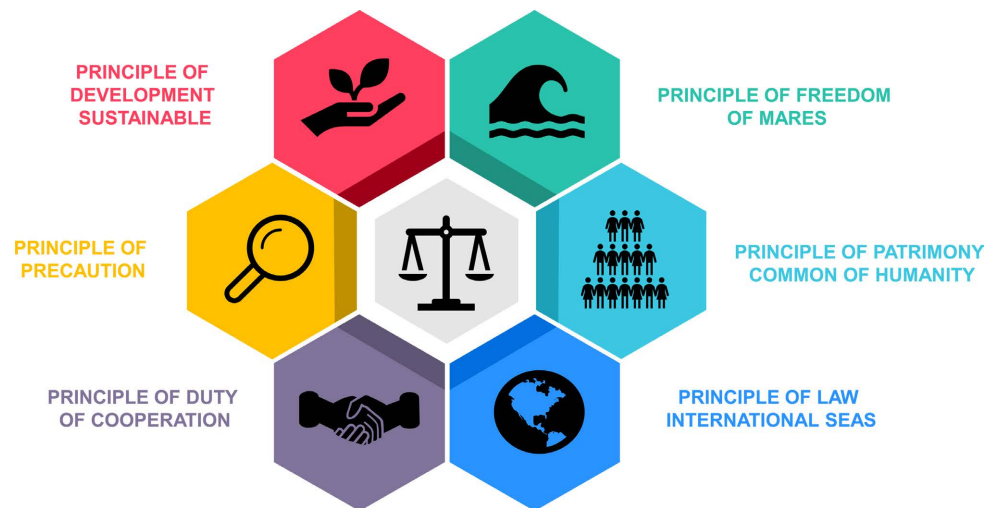 PRINCIPLE OF
DEVELOPMENT
SUSTAINABLE
PRINCIPLE OF FREEDOM
OF MARES
PRINCIPLE OF
PRECAUTION
PRINCIPLE OF PATRIMONY
COMMON OF HUMANITY
PRINCIPLE OF DUTY
OF COOPERATION
PRINCIPLE OF LAW
INTERNATIONAL SEAS